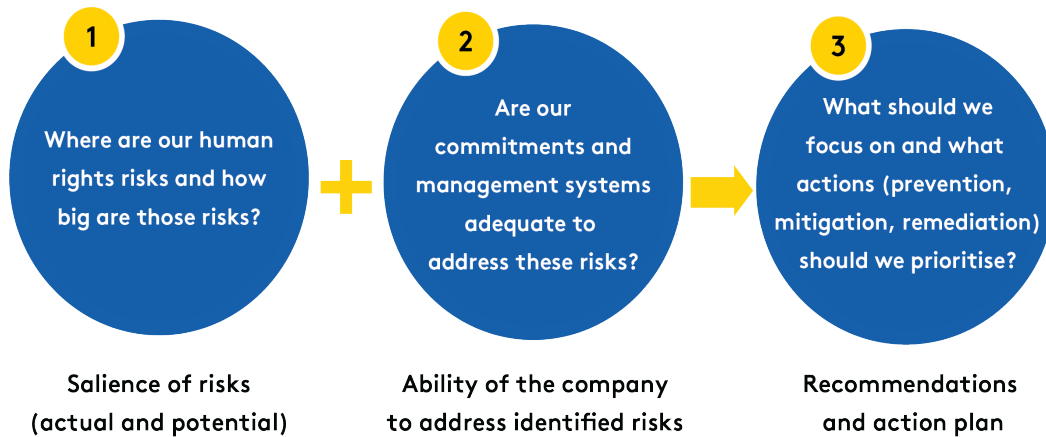 1
Where are our human
rights risks and how
big are those risks?
2
Are our
commitments and
management systems
adequate to
address these risks?
3
What should we
focus on and what
actions (prevention,
mitigation, remediation)
should we prioritise?
Salience of risks
(actual and potential)
Ability of the company
to address identified risks
Recommendations
and action plan